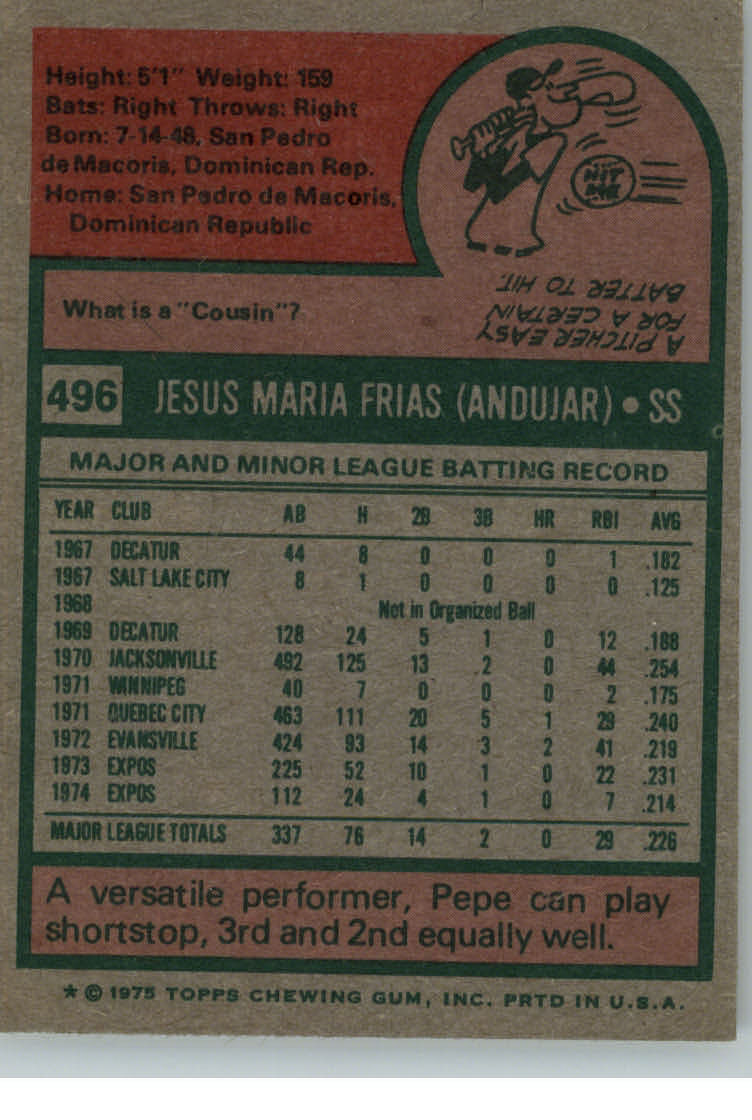 Height: 5'1" Weight: 159
Bats: Right Throws: Right
Born: 7-14-48, San Pedro
de Macoris, Dominican Rep.
Home: San Pedro de Macoris,
Dominican Republic
HIT
ME
What is a "Cousin"?
A PITCHER EASY
FOR A CERTAIN
BATTER TO HIT.
496 JESUS MARIA FRIAS (ANDUJAR) • SS
MAJOR AND MINOR LEAGUE BATTING RECORD
YEAR CLUB AB H 2B 3B HR RBI AVG
1967 DECATUR 44 8 0 0 0 1 .182
1967 SALT LAKE CITY 8 1 0 0 0 0 .125
1968 Not in Organized Ball
1969 DECATUR 128 24 5 1 0 12 .188
1970 JACKSONVILLE 492 125 13 2 0 44 .254
1971 WINNIPEG 40 7 0 0 0 2 .175
1971 QUEBEC CITY 463 111 20 5 1 29 .240
1972 EVANSVILLE 424 93 14 3 2 41 .219
1973 EXPOS 225 52 10 1 0 22 .231
1974 EXPOS 112 24 4 1 0 7 .214
MAJOR LEAGUE TOTALS 337 76 14 2 0 29 .226
A versatile performer, Pepe can play
shortstop, 3rd and 2nd equally well.
* © 1975 TOPPS CHEWING GUM, INC. PRTD IN U.S.A.